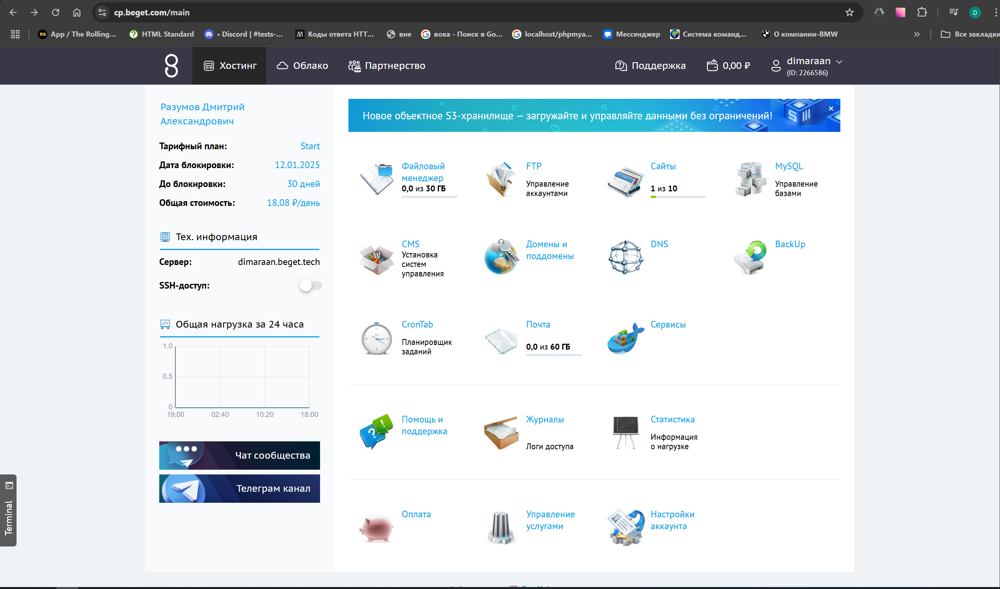 cp.beget.com/main
D
App / The Rolling...
HTML Standard
• Discord | #tests-...
Коды ответа HTT...
вне
вока - Поиск в Go...
localhost/phpmya...
Мессенджер
Система команд...
О компании-BMW
»
Все закладки
Хостинг
Облако
Партнерство
Поддержка
0,00 ₽
dimaraan
(ID: 2266586)
Разумов Дмитрий
Александрович
Тарифный план: Start
Дата блокировки: 12.01.2025
До блокировки: 30 дней
Общая стоимость: 18,08 ₽/день
Тех. информация
Сервер: dimaraan.beget.tech
SSH-доступ:
Общая нагрузка за 24 часа
1.0
0.5
0
19:00 02:40 10:20 18:00
Чат сообщества
Телеграм канал
Terminal
Новое объектное S3-хранилище — загружайте и управляйте данными без ограничений!
Файловый
менеджер
0,0 из 30 ГБ
FTP
Управление
аккаунтами
Сайты
1 из 10
MySQL
Управление
базами
CMS
Установка
систем
управления
Домены и
поддомены
DNS
BackUp
CronTab
Планировщик
заданий
Почта
0,0 из 60 ГБ
Сервисы
Помощь и
поддержка
Журналы
Логи доступа
Статистика
Информация
о нагрузке
Оплата
Управление
услугами
Настройки
аккаунта